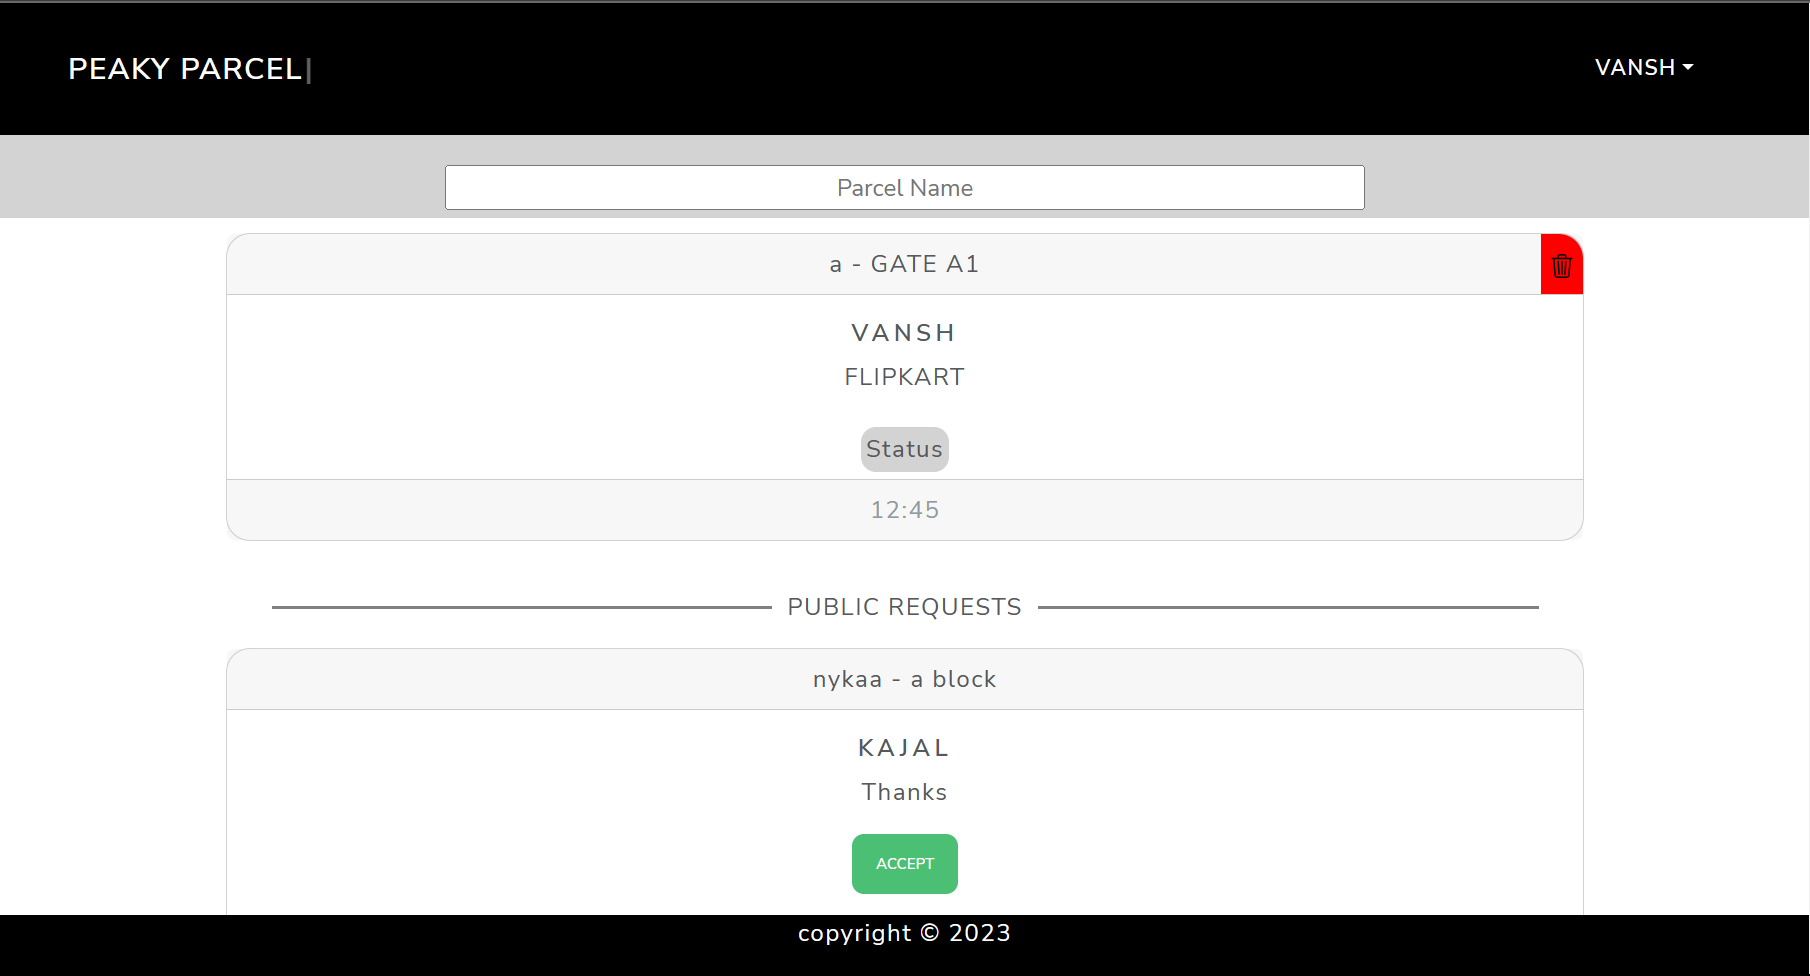 PEAKY PARCEL|
VANSH
Parcel Name
a - GATE A1
VANSH
FLIPKART
Status
12:45
PUBLIC REQUESTS
nykaa - a block
KAJAL
Thanks
ACCEPT
copyright © 2023